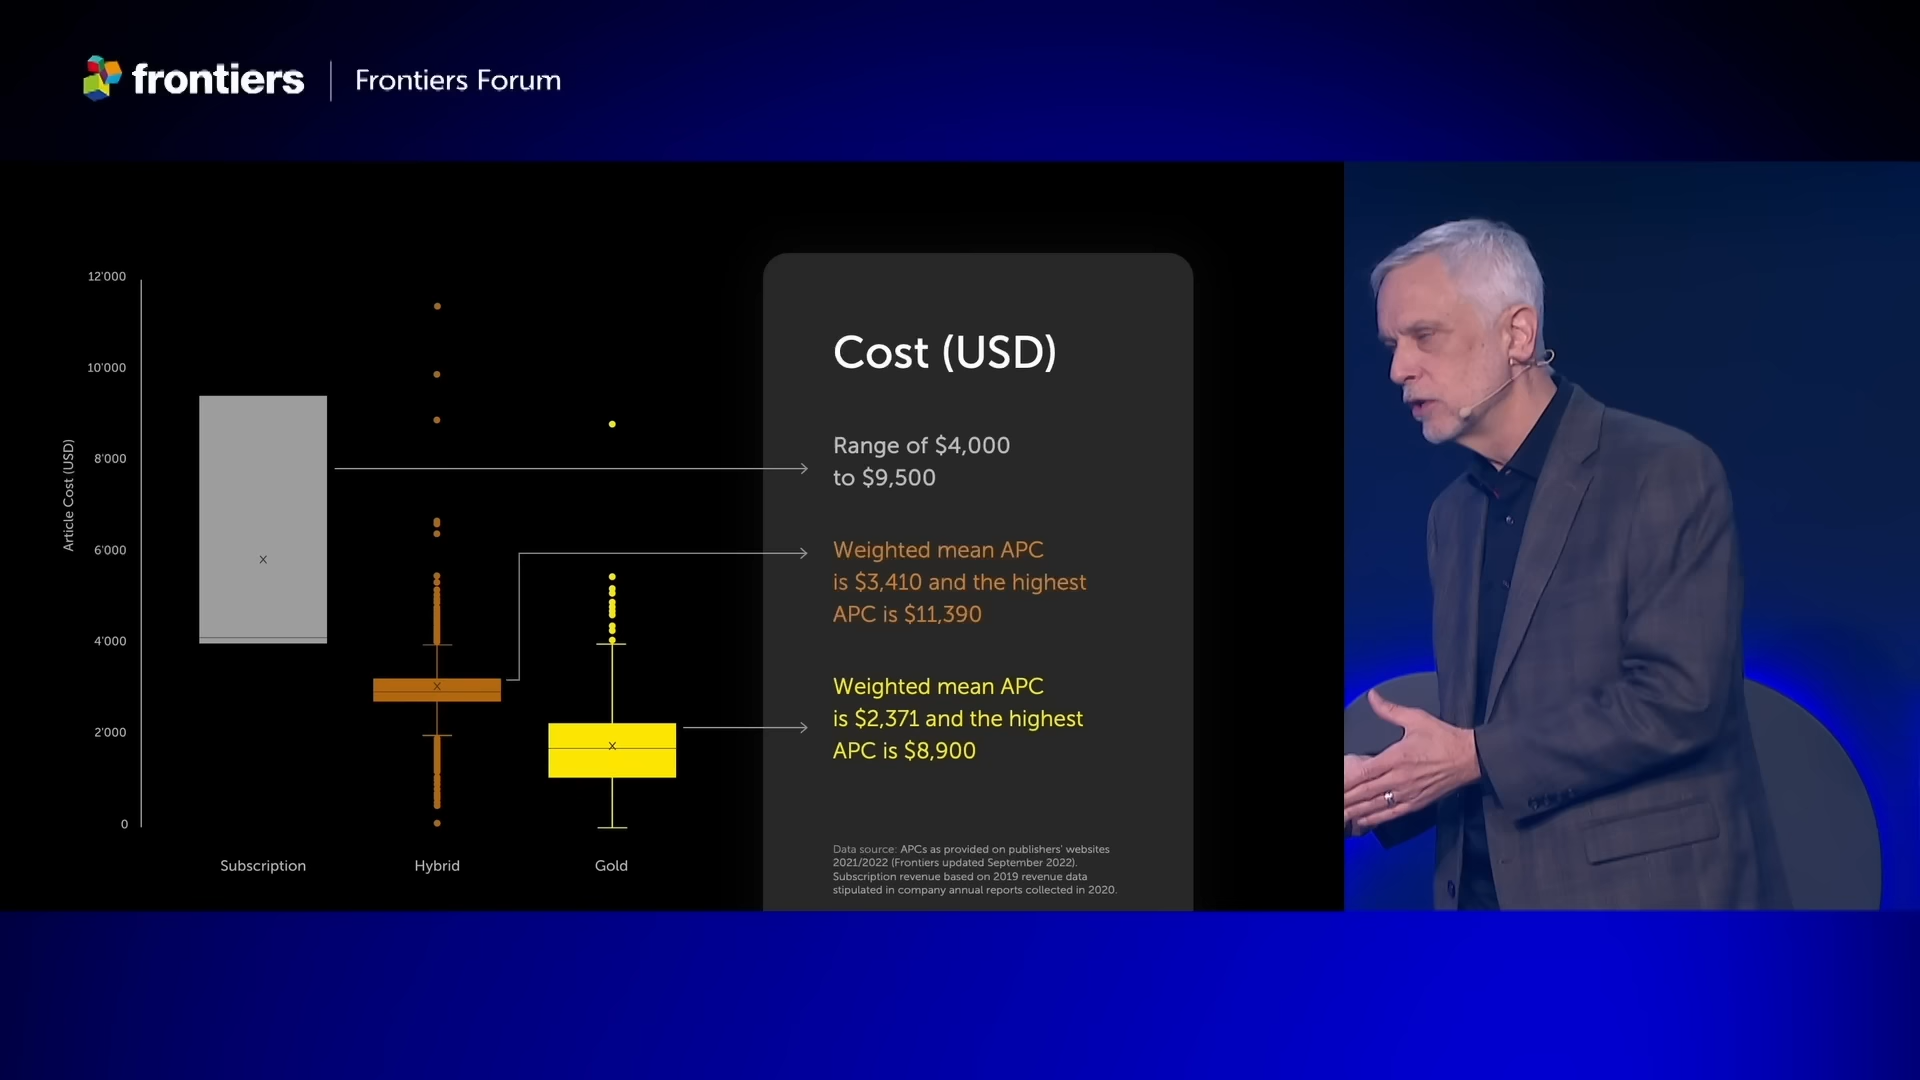 frontiers
Frontiers Forum
12'000
10'000
8'000
6'000
4'000
2'000
0
Article Cost (USD)
Subscription
Hybrid
Gold
Cost (USD)
Range of $4,000
to $9,500
Weighted mean APC
is $3,410 and the highest
APC is $11,390
Weighted mean APC
is $2,371 and the highest
APC is $8,900
Data source: APCs as provided on publishers' websites
2021/2022 (Frontiers updated September 2022).
Subscription revenue based on 2019 revenue data
stipulated in company annual reports collected in 2020.